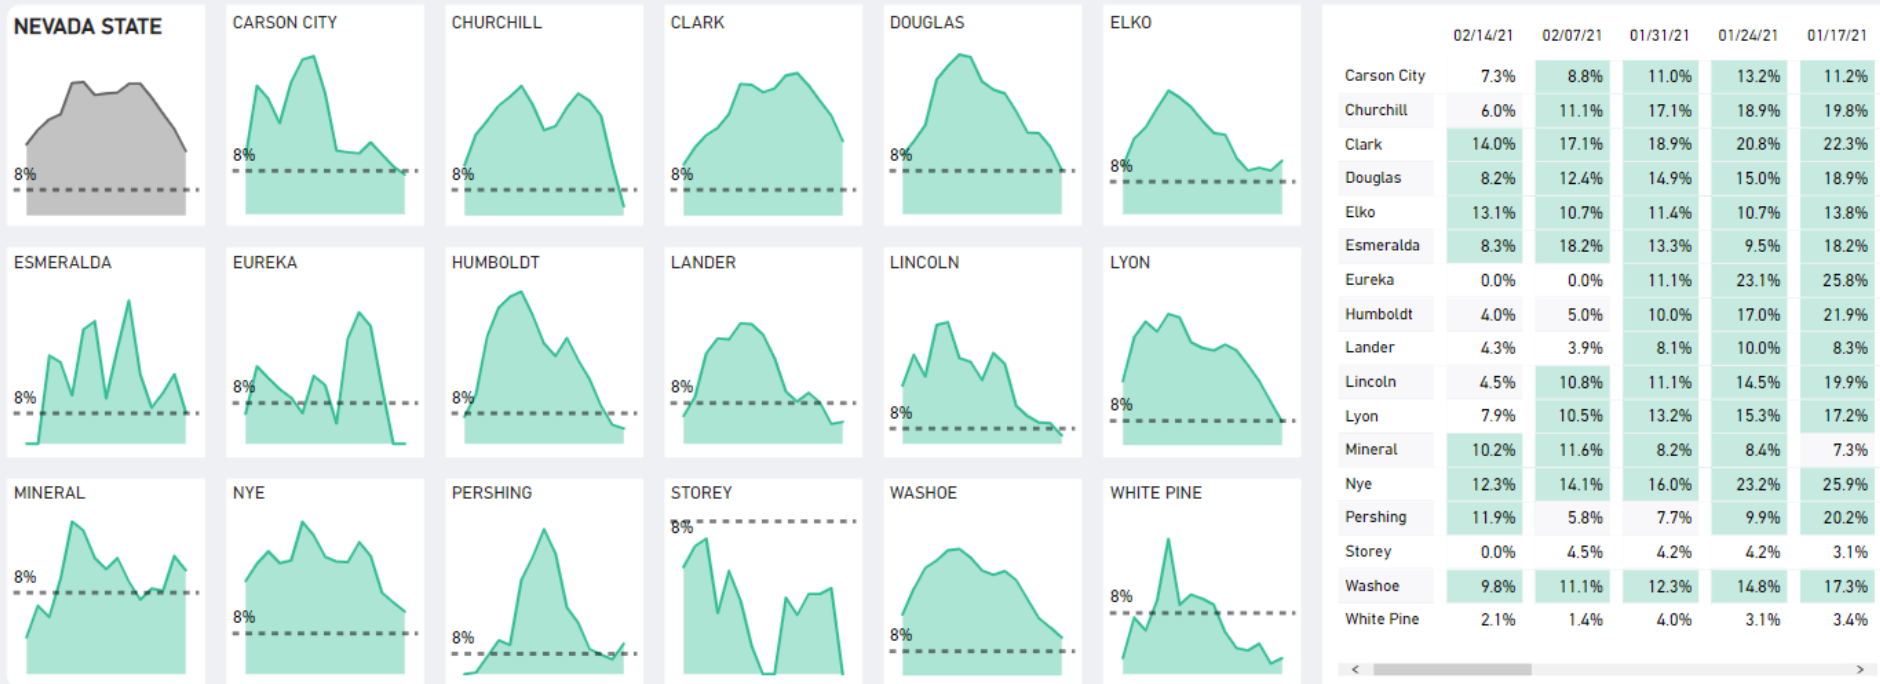 NEVADA STATE
8%
CARSON CITY
8%
CHURCHILL
8%
CLARK
8%
DOUGLAS
8%
ELKO
8%
ESMERALDA
8%
EUREKA
8%
HUMBOLDT
8%
LANDER
8%
LINCOLN
8%
LYON
8%
MINERAL
8%
NYE
8%
PERSHING
8%
STOREY
8%
WASHOE
8%
WHITE PINE
8%
02/14/21 02/07/21 01/31/21 01/24/21 01/17/21
Carson City 7.3% 8.8% 11.0% 13.2% 11.2%
Churchill 6.0% 11.1% 17.1% 18.9% 19.8%
Clark 14.0% 17.1% 18.9% 20.8% 22.3%
Douglas 8.2% 12.4% 14.9% 15.0% 18.9%
Elko 13.1% 10.7% 11.4% 10.7% 13.8%
Esmeralda 8.3% 18.2% 13.3% 9.5% 18.2%
Eureka 0.0% 0.0% 11.1% 23.1% 25.8%
Humboldt 4.0% 5.0% 10.0% 17.0% 21.9%
Lander 4.3% 3.9% 8.1% 10.0% 8.3%
Lincoln 4.5% 10.8% 11.1% 14.5% 19.9%
Lyon 7.9% 10.5% 13.2% 15.3% 17.2%
Mineral 10.2% 11.6% 8.2% 8.4% 7.3%
Nye 12.3% 14.1% 16.0% 23.2% 25.9%
Pershing 11.9% 5.8% 7.7% 9.9% 20.2%
Storey 0.0% 4.5% 4.2% 4.2% 3.1%
Washoe 9.8% 11.1% 12.3% 14.8% 17.3%
White Pine 2.1% 1.4% 4.0% 3.1% 3.4%